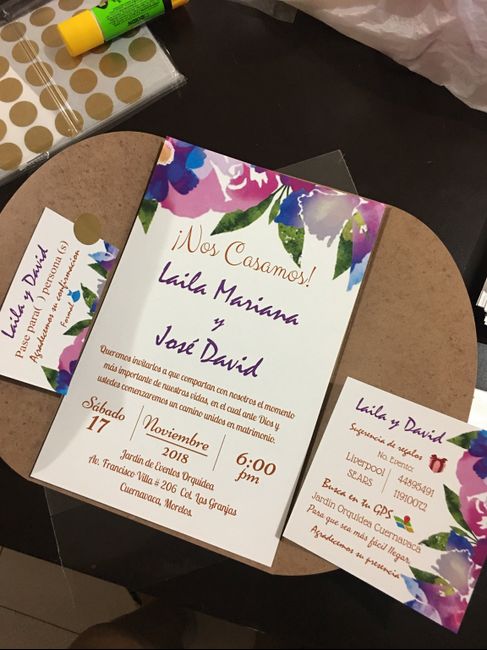 Laila y David
Pase para( ) persona (s)
Agradecemos su confirmación
Formal
¡Nos Casamos!
Laila Mariana
y
José David
Queremos invitarlos a que compartan con nosotros el momento
más importante de nuestras vidas, en el cual ante Dios y
ustedes comenzaremos un camino unidos en matrimonio.
Sábado
17
Noviembre
2018
6:00
pm
Jardín de Eventos Orquídea
Av. Francisco Villa # 206 Col. Las Granjas
Cuernavaca, Morelos.
Laila y David
Sugerencia de regalos
No. Evento:
Liverpool
44895491
SEARS
11910072
Busca en tu GPS
Jardín Orquídea Cuernabaca
Para que sea más fácil llegar.
Agradecemos su presencia